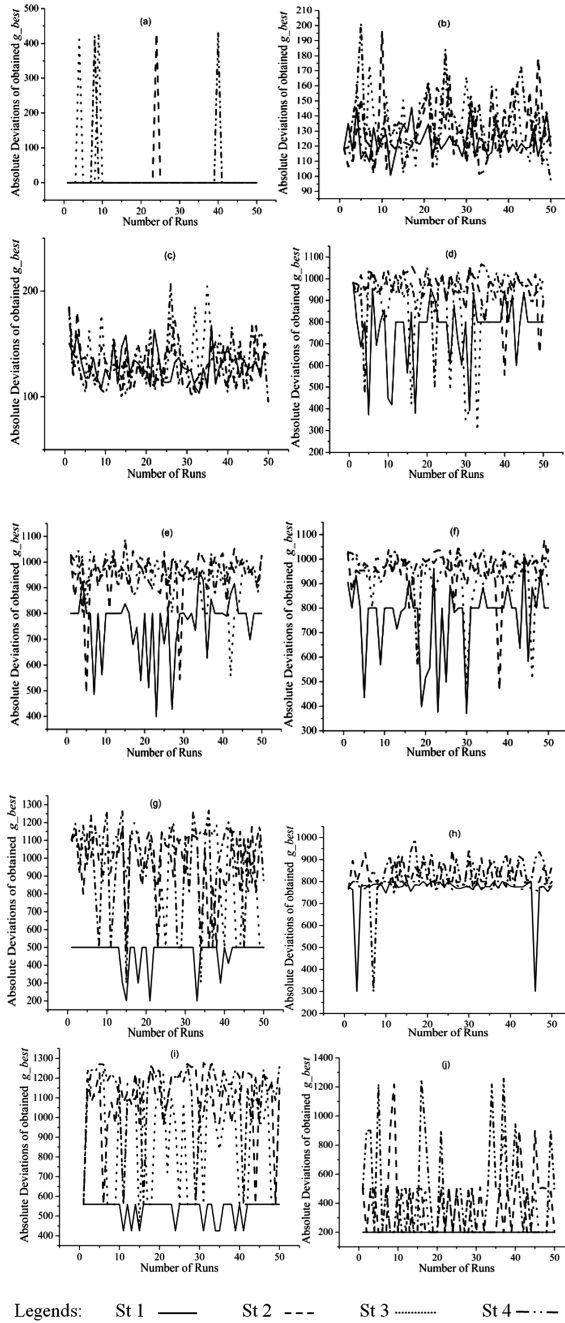 (a)
Absolute Deviations of obtained g_best
500
400
300
200
100
0
0 10 20 30 40 50
Number of Runs
(b)
Absolute Deviations of obtained g_best
210
200
190
180
170
160
150
140
130
120
110
100
90
0 10 20 30 40 50
Number of Runs
(c)
Absolute Deviations of obtained g_best
200
100
0 10 20 30 40 50
Number of Runs
(d)
Absolute Deviations of obtained g_best
1100
1000
900
800
700
600
500
400
300
200
0 10 20 30 40 50
Number of Runs
(e)
Absolute Deviations of obtained g_best
1100
1000
900
800
700
600
500
400
0 10 20 30 40 50
Number of Runs
(f)
Absolute Deviations of obtained g_best
1100
1000
900
800
700
600
500
400
300
0 10 20 30 40 50
Number of Runs
(g)
Absolute Deviations of obtained g_best
1300
1200
1100
1000
900
800
700
600
500
400
300
200
0 10 20 30 40 50
Number of Runs
(h)
Absolute Deviations of obtained g_best
1000
900
800
700
600
500
400
300
200
0 10 20 30 40 50
Number of Runs
(i)
Absolute Deviations of obtained g_best
1300
1200
1100
1000
900
800
700
600
500
400
0 10 20 30 40 50
Number of Runs
(j)
Absolute Deviations of obtained g_best
1400
1200
1000
800
600
400
200
0 10 20 30 40 50
Number of Runs
Legends: St 1 St 2 St 3 St 4